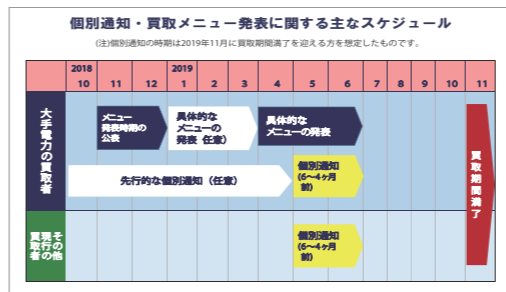 個別通知・買取メニュー発表に関する主なスケジュール
(注)個別通知の時期は2019年11月に買取期間満了を迎える方を想定したものです。
2018 2019
10 11 12 1 2 3 4 5 6 7 8 9 10 11
大手電力の買取者
メニュー
発表時期の
公表
具体的な
メニューの
発表 任意)
具体的な
メニューの発表
先行的な個別通知（任意）
個別通知
(6〜4ヶ月
前)
買取期間満了
その他
現行の
買取者
個別通知
(6〜4ヶ月
前)